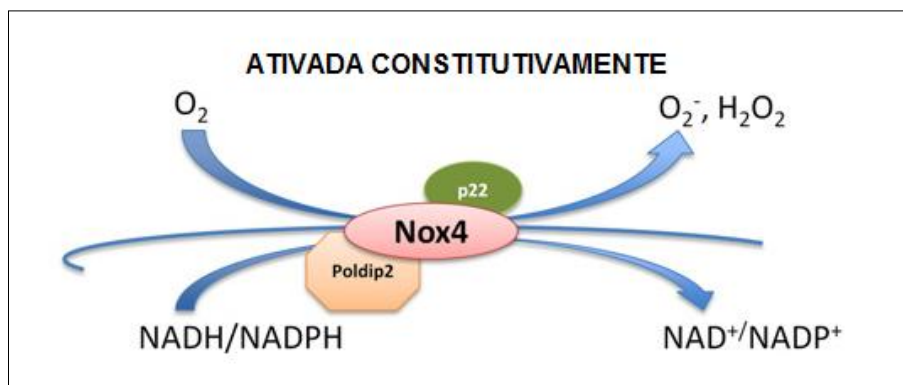 ATIVADA CONSTITUTIVAMENTE
O₂
O₂⁻, H₂O₂
p22
Nox4
Poldip2
NADH/NADPH
NAD⁺/NADP⁺